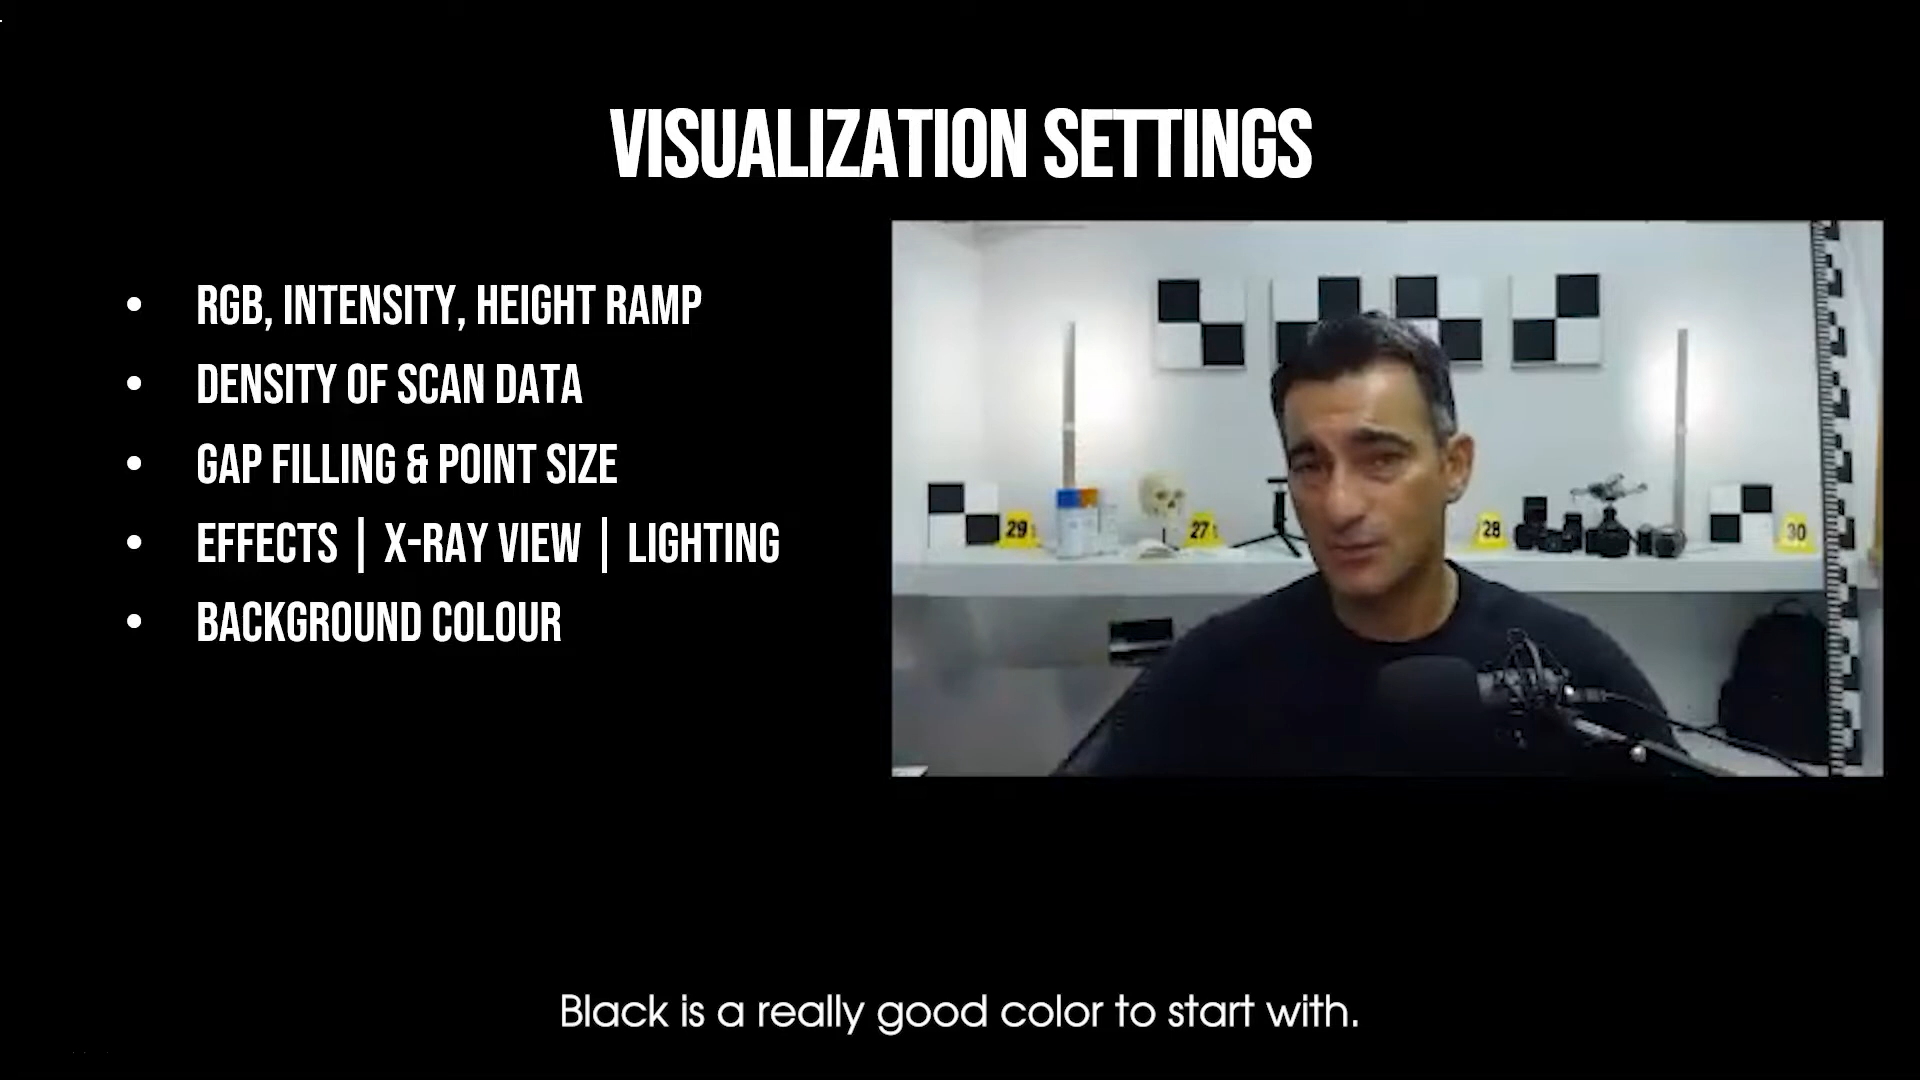 VISUALIZATION SETTINGS
• RGB, INTENSITY, HEIGHT RAMP
• DENSITY OF SCAN DATA
• GAP FILLING & POINT SIZE
• EFFECTS | X-RAY VIEW | LIGHTING
• BACKGROUND COLOUR
29
27
28
30
Black is a really good color to start with.